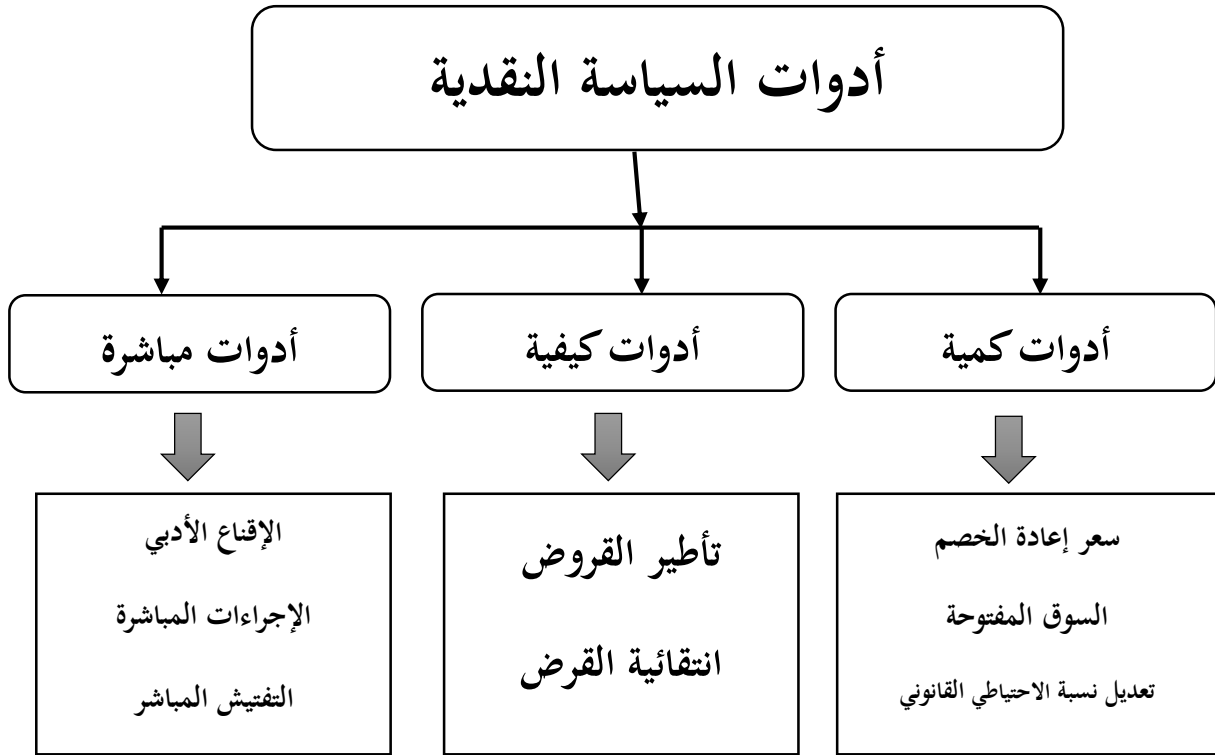 أدوات السياسة النقدية
أدوات كمية
أدوات كيفية
أدوات مباشرة
سعر إعادة الخصم
السوق المفتوحة
تعديل نسبة الاحتياطي القانوني
تأطير القروض
انتقائية القرض
الإقناع الأدبي
الإجراءات المباشرة
التفتيش المباشر